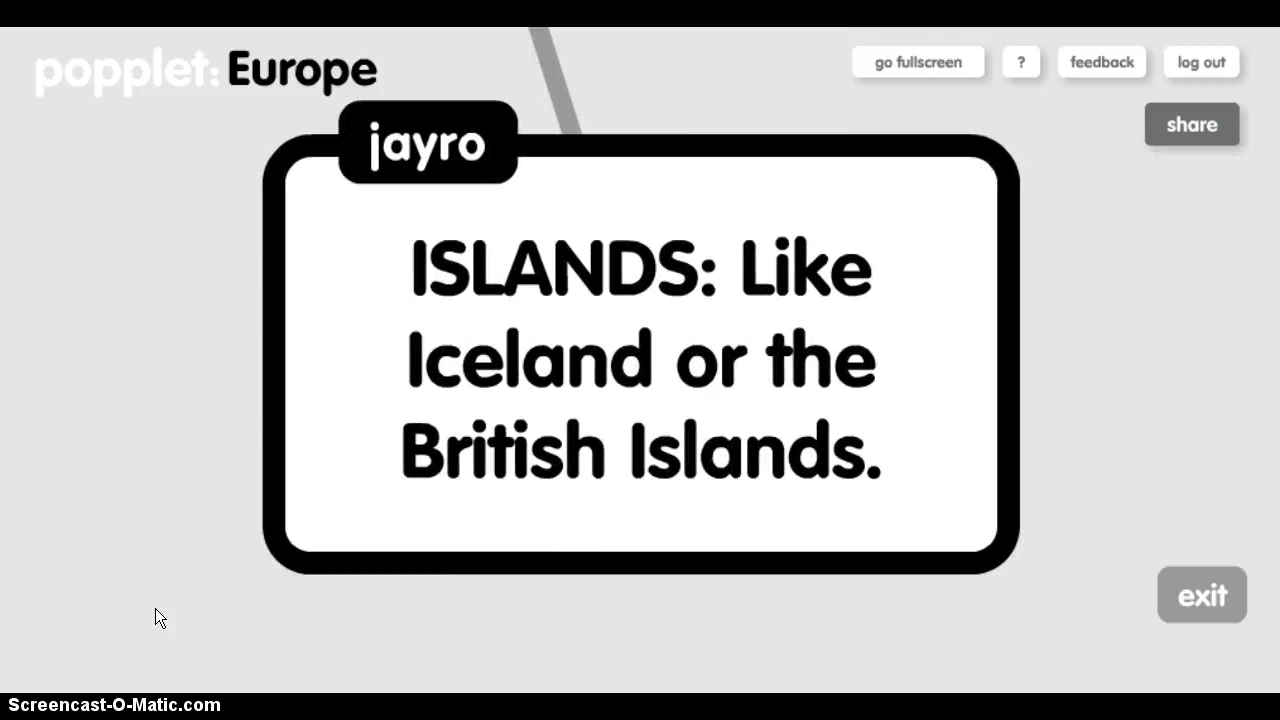 popplet: Europe
go fullscreen
?
feedback
log out
share
jayro
ISLANDS: Like
Iceland or the
British Islands.
exit
Screencast-O-Matic.com